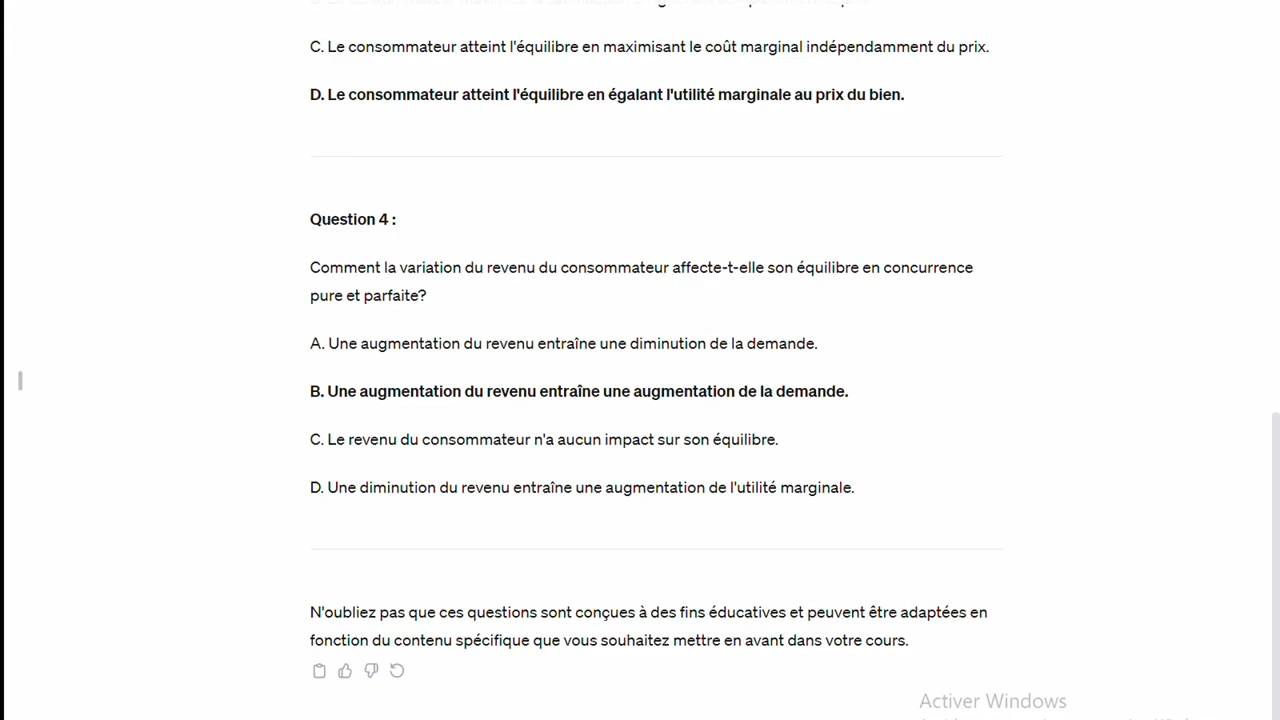 C. Le consommateur atteint l'équilibre en maximisant le coût marginal indépendamment du prix.
D. Le consommateur atteint l'équilibre en égalant l'utilité marginale au prix du bien.
Question 4 :
Comment la variation du revenu du consommateur affecte-t-elle son équilibre en concurrence
pure et parfaite?
A. Une augmentation du revenu entraîne une diminution de la demande.
B. Une augmentation du revenu entraîne une augmentation de la demande.
C. Le revenu du consommateur n'a aucun impact sur son équilibre.
D. Une diminution du revenu entraîne une augmentation de l'utilité marginale.
N'oubliez pas que ces questions sont conçues à des fins éducatives et peuvent être adaptées en
fonction du contenu spécifique que vous souhaitez mettre en avant dans votre cours.
Activer Windows